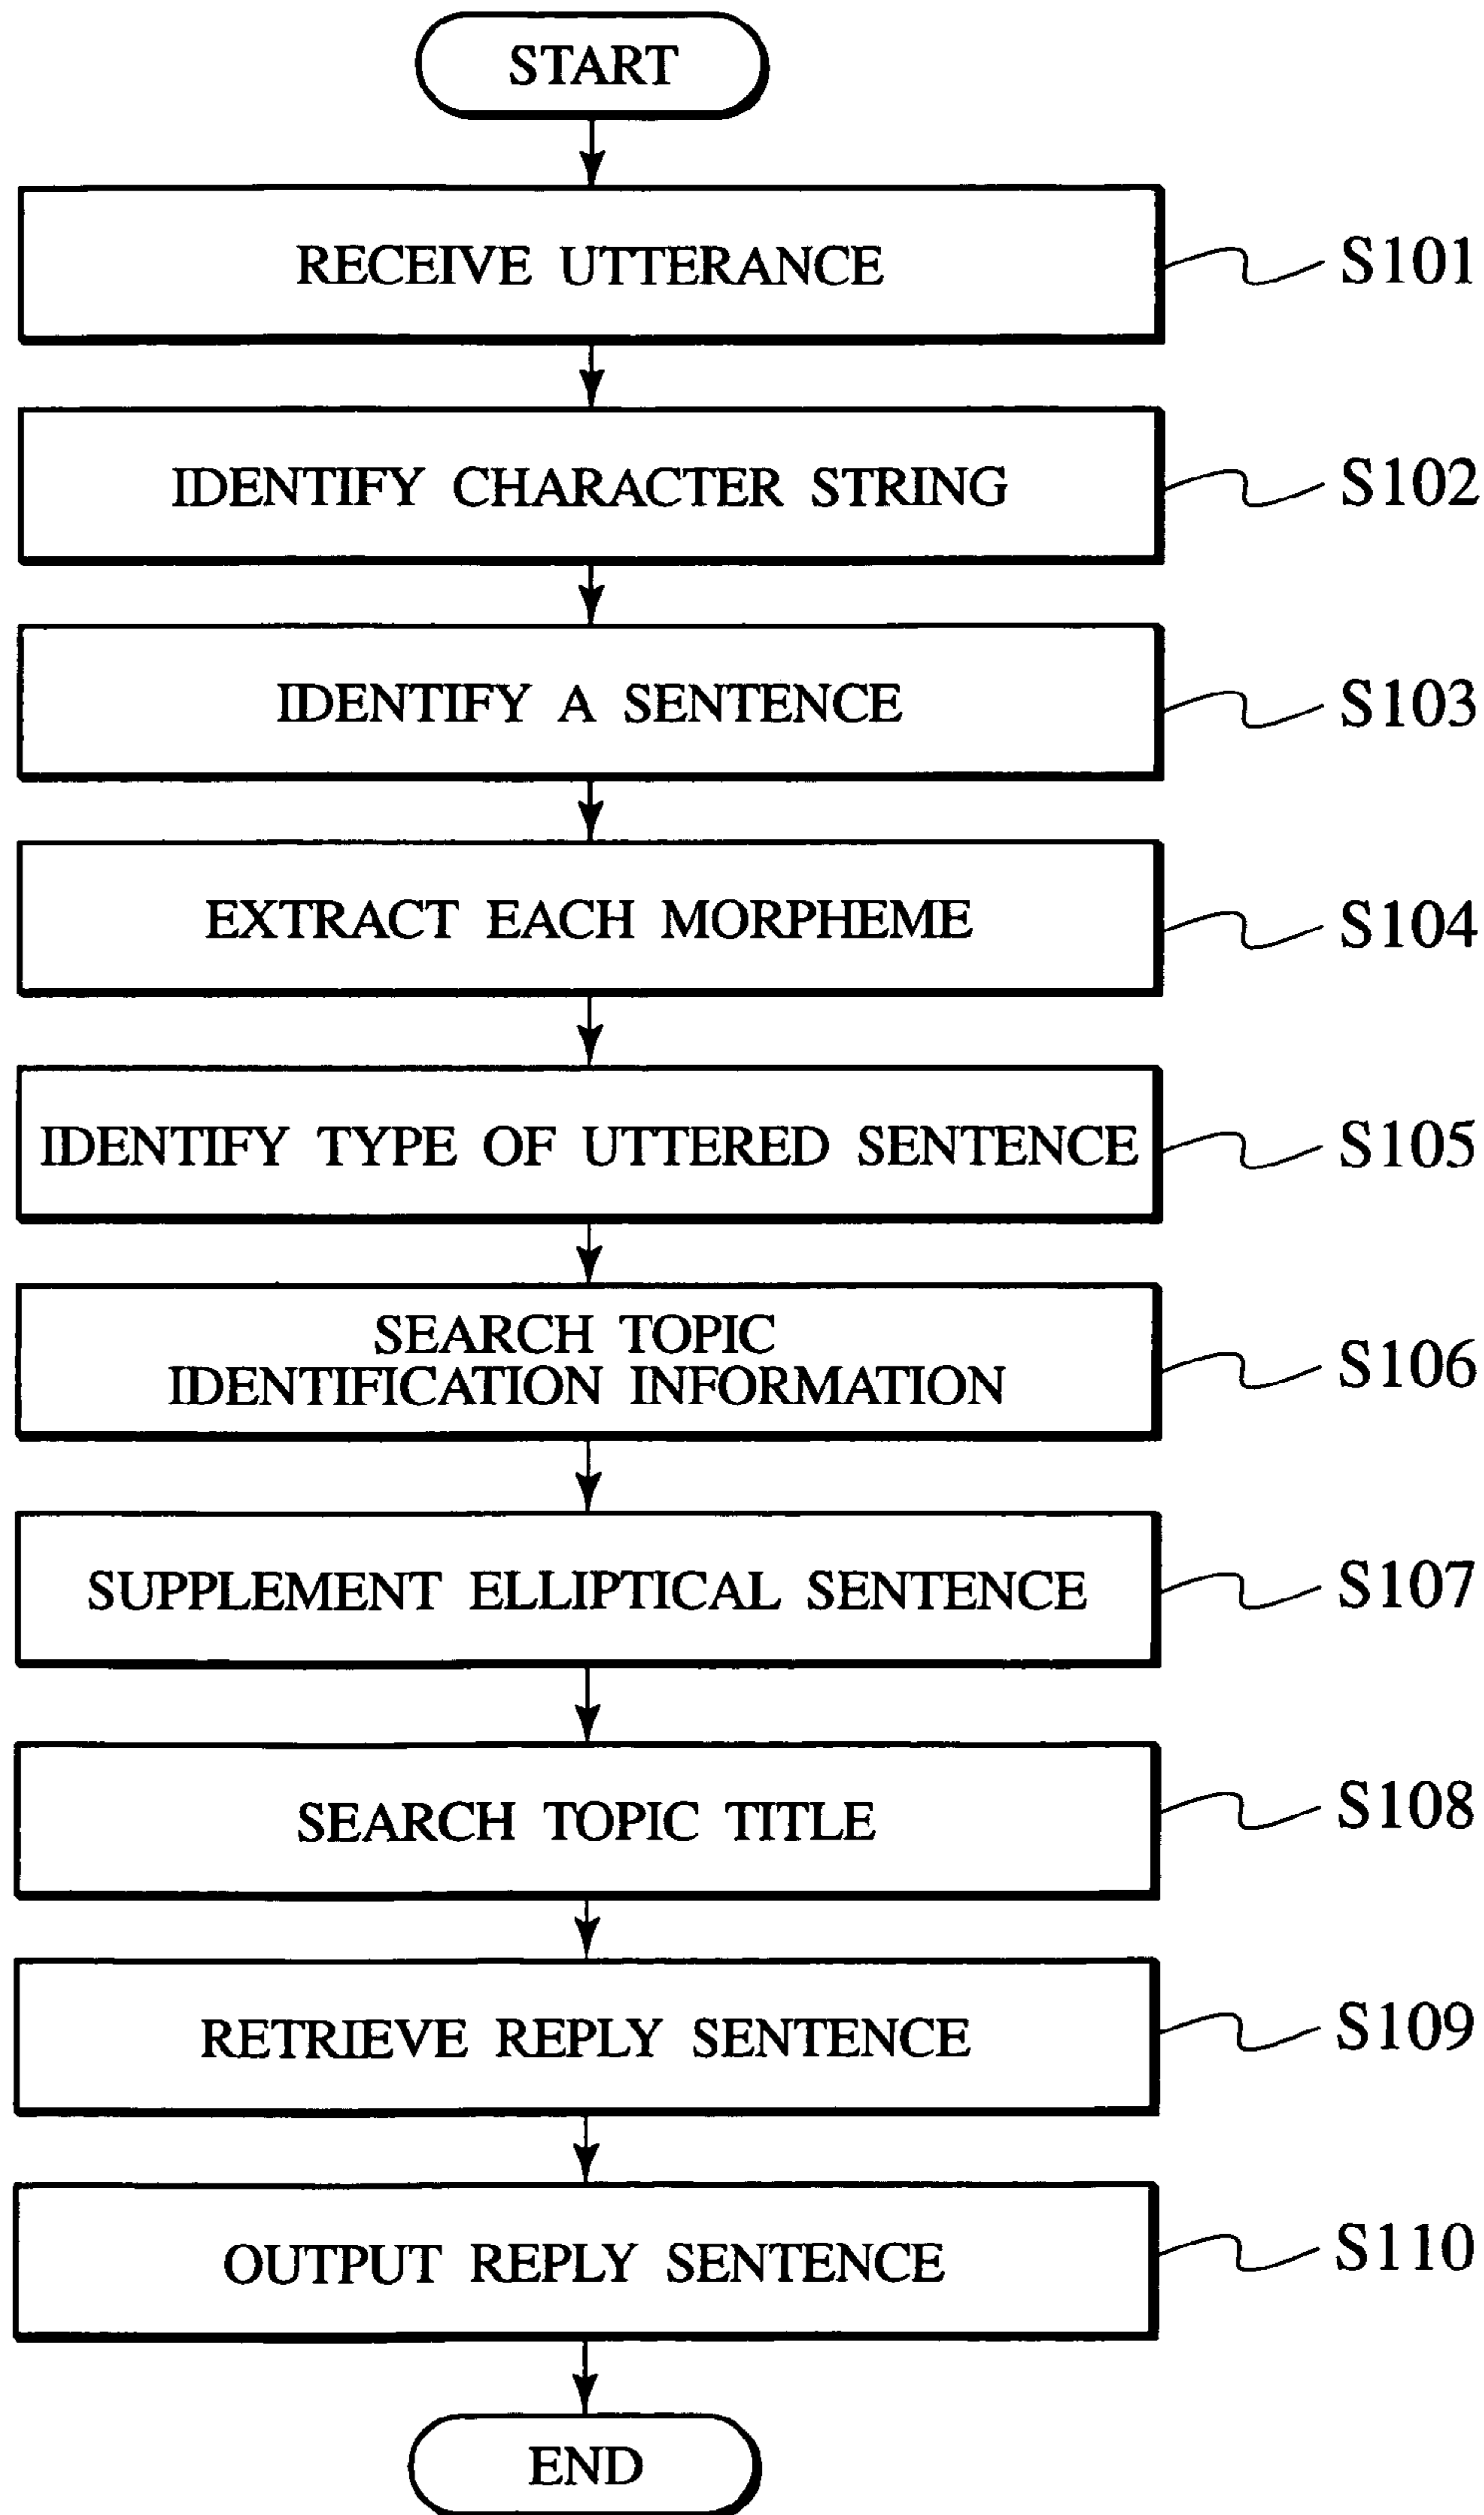 START
RECEIVE UTTERANCE
S101
IDENTIFY CHARACTER STRING
S102
IDENTIFY A SENTENCE
S103
EXTRACT EACH MORPHEME
S104
IDENTIFY TYPE OF UTTERED SENTENCE
S105
SEARCH TOPIC
IDENTIFICATION INFORMATION
S106
SUPPLEMENT ELLIPTICAL SENTENCE
S107
SEARCH TOPIC TITLE
S108
RETRIEVE REPLY SENTENCE
S109
OUTPUT REPLY SENTENCE
S110
END